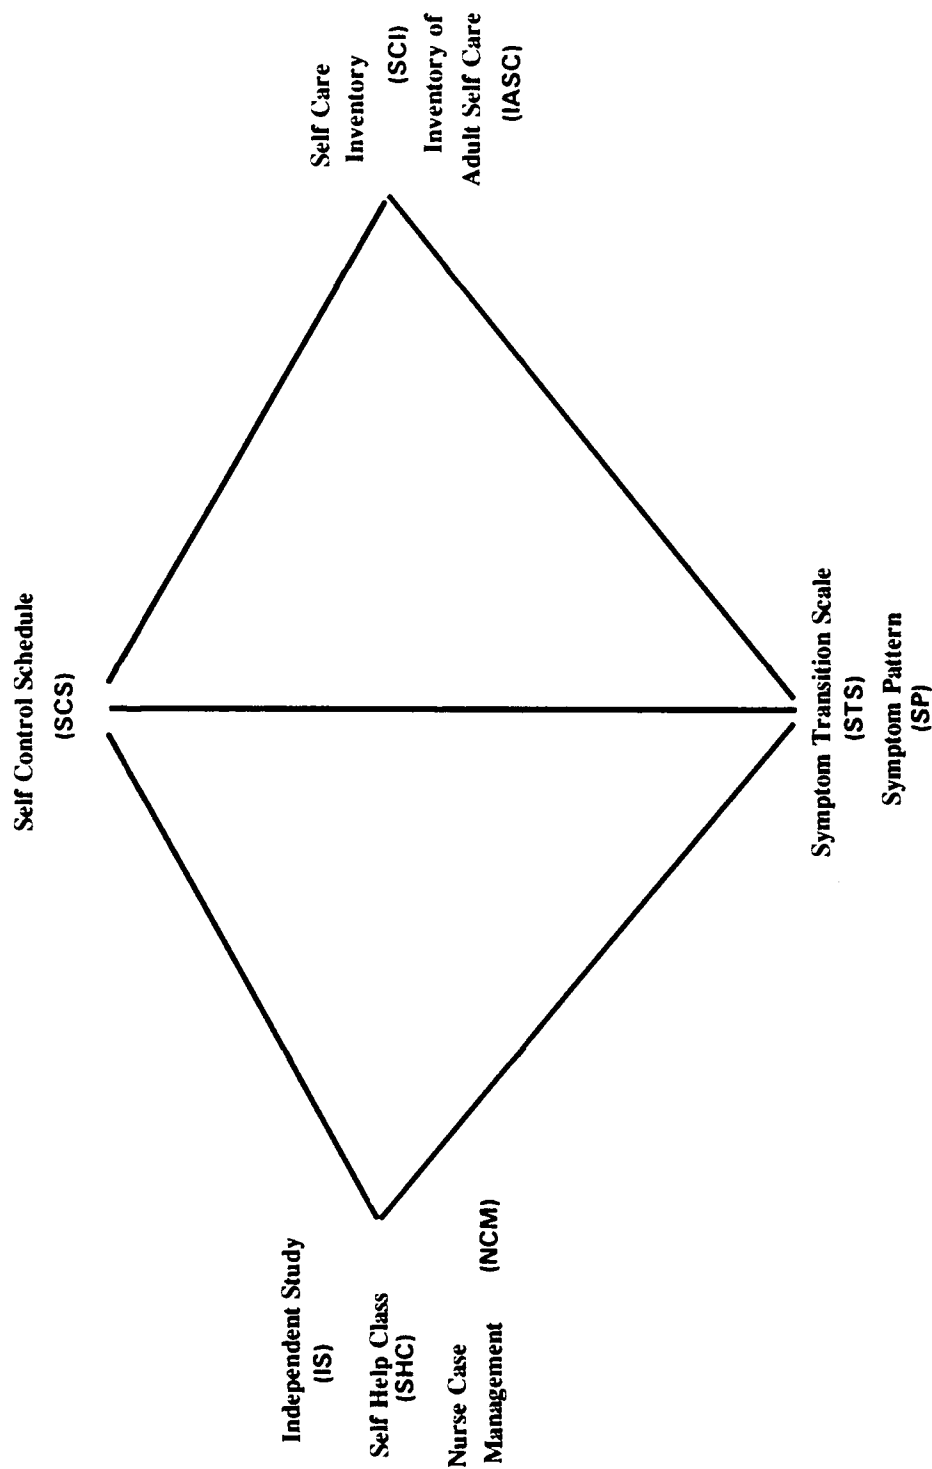 Self Control Schedule
(SCS)
Independent Study
(IS)
Self Help Class
(SHC)
Nurse Case
Management (NCM)
Self Care
Inventory
(SCI)
Inventory of
Adult Self Care
(IASC)
Symptom Transition Scale
(STS)
Symptom Pattern
(SP)